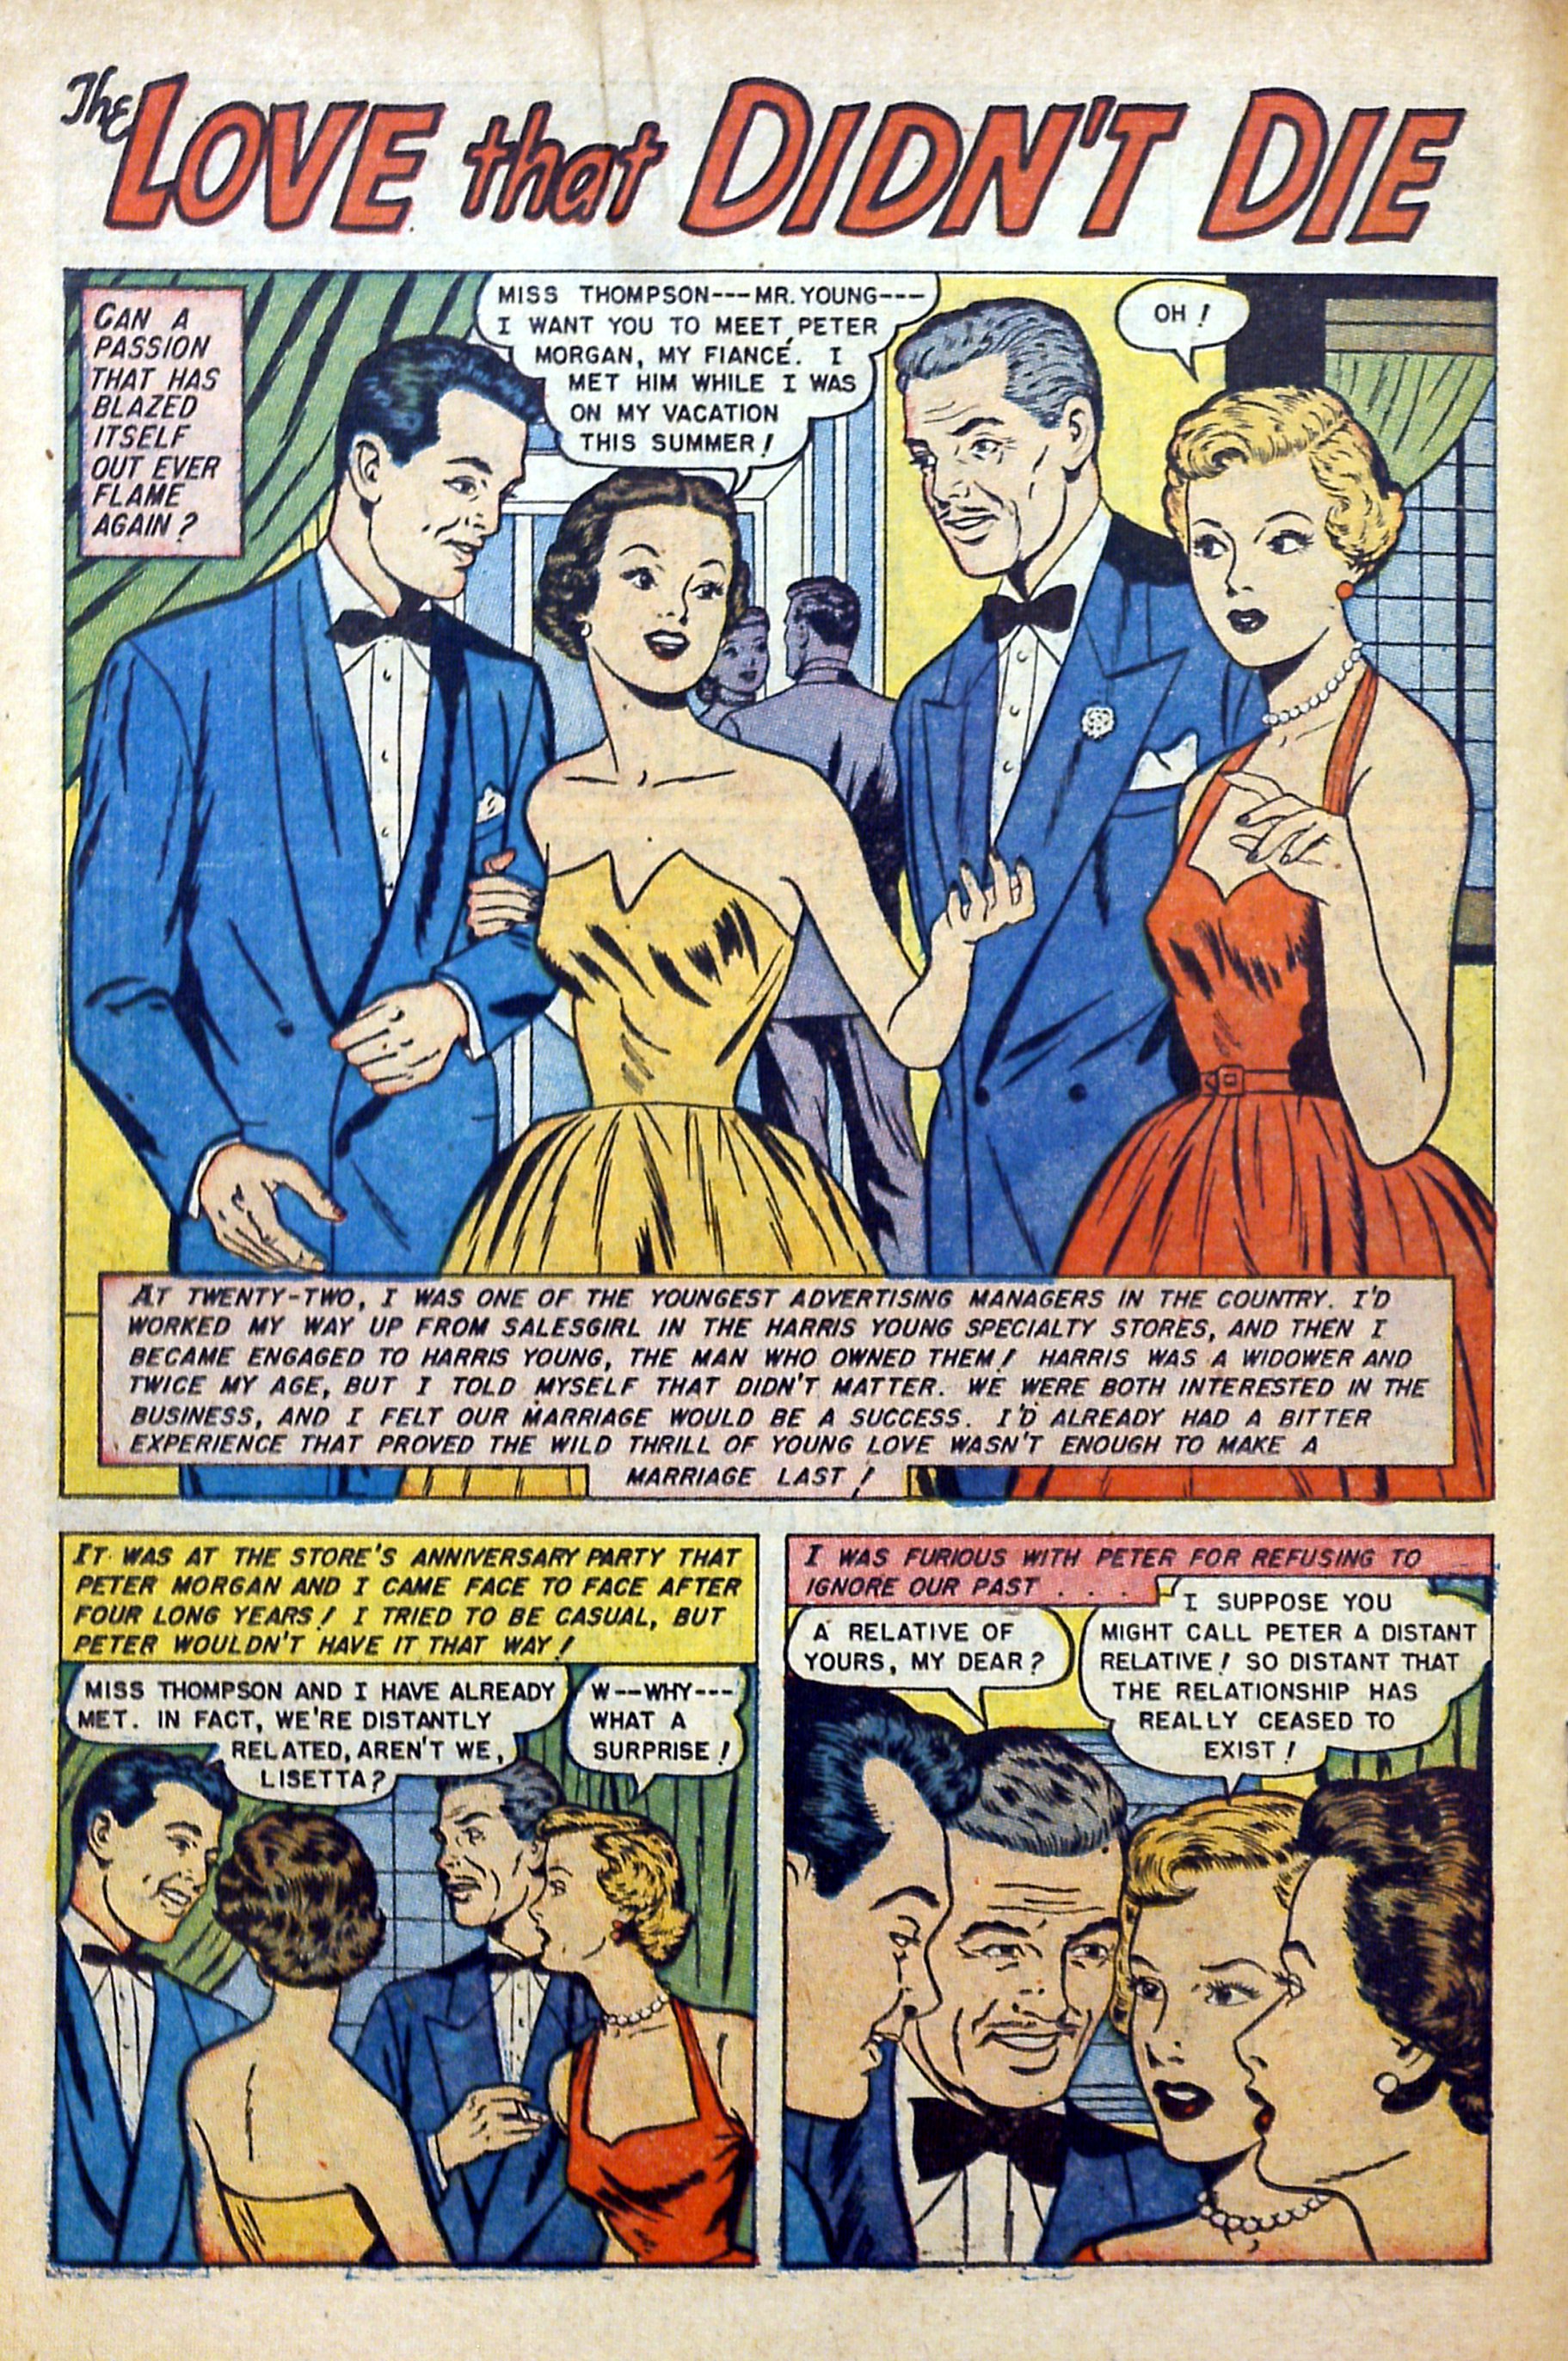 The LOVE that DIDN'T DIE
CAN A
PASSION
THAT HAS
BLAZED
ITSELF
OUT EVER
FLAME
AGAIN?
MISS THOMPSON---MR. YOUNG---
I WANT YOU TO MEET PETER
MORGAN, MY FIANCÉ. I
MET HIM WHILE I WAS
ON MY VACATION
THIS SUMMER!
OH!
AT TWENTY-TWO, I WAS ONE OF THE YOUNGEST ADVERTISING MANAGERS IN THE COUNTRY. I'D
WORKED MY WAY UP FROM SALESGIRL IN THE HARRIS YOUNG SPECIALTY STORES, AND THEN I
BECAME ENGAGED TO HARRIS YOUNG, THE MAN WHO OWNED THEM! HARRIS WAS A WIDOWER AND
TWICE MY AGE, BUT I TOLD MYSELF THAT DIDN'T MATTER. WE WERE BOTH INTERESTED IN THE
BUSINESS, AND I FELT OUR MARRIAGE WOULD BE A SUCCESS. I'D ALREADY HAD A BITTER
EXPERIENCE THAT PROVED THE WILD THRILL OF YOUNG LOVE WASN'T ENOUGH TO MAKE A
MARRIAGE LAST!
IT WAS AT THE STORE'S ANNIVERSARY PARTY THAT
PETER MORGAN AND I CAME FACE TO FACE AFTER
FOUR LONG YEARS! I TRIED TO BE CASUAL, BUT
PETER WOULDN'T HAVE IT THAT WAY!
MISS THOMPSON AND I HAVE ALREADY
MET. IN FACT, WE'RE DISTANTLY
RELATED, AREN'T WE,
LISETTA?
W--WHY---
WHAT A
SURPRISE!
I WAS FURIOUS WITH PETER FOR REFUSING TO
IGNORE OUR PAST . . . .
A RELATIVE OF
YOURS, MY DEAR?
I SUPPOSE YOU
MIGHT CALL PETER A DISTANT
RELATIVE! SO DISTANT THAT
THE RELATIONSHIP HAS
REALLY CEASED TO
EXIST!